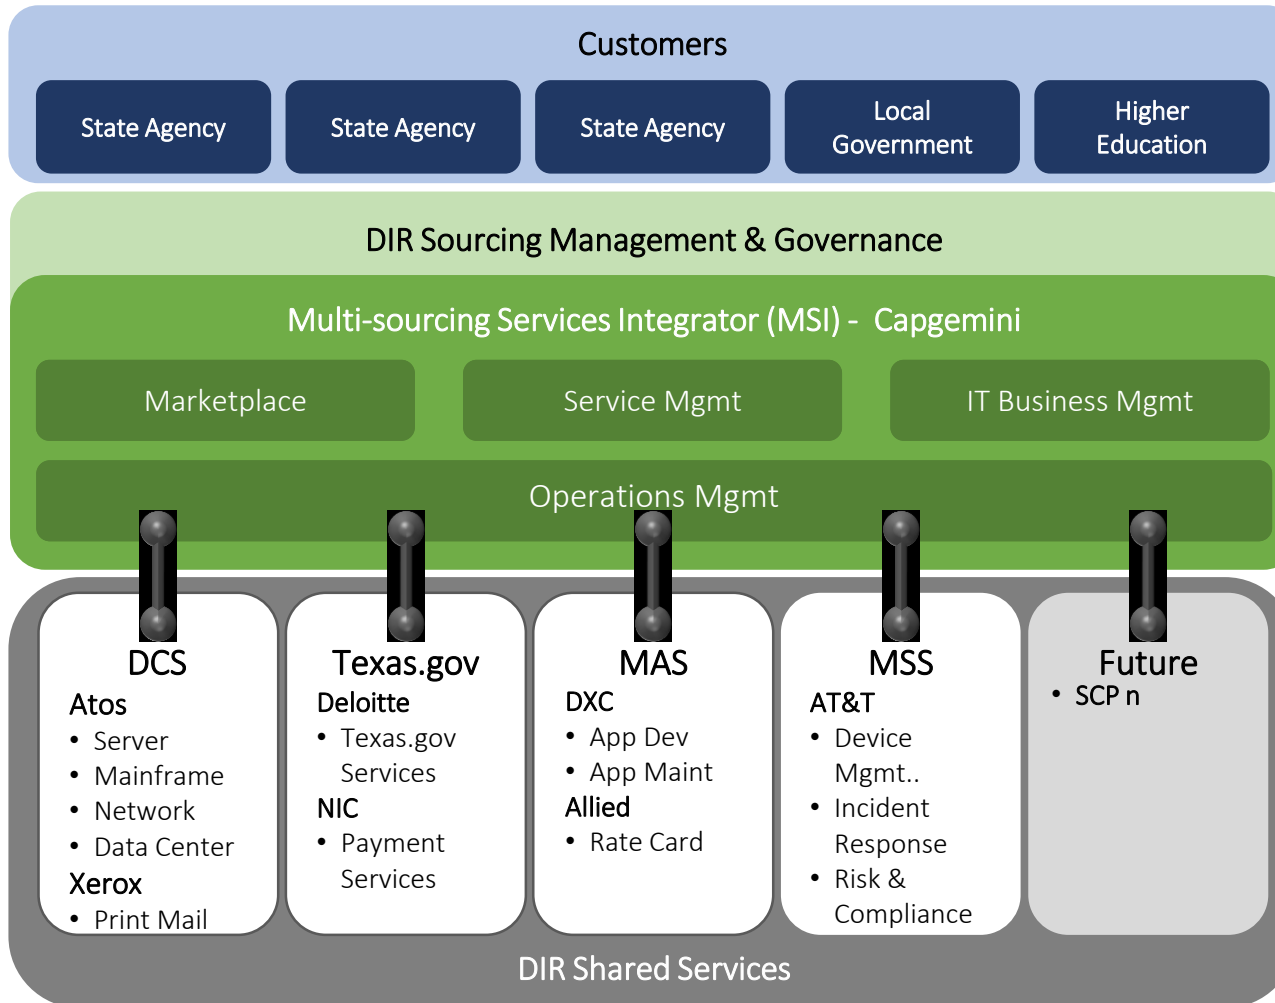 Customers
State Agency
State Agency
State Agency
Local
Government
Higher
Education
DIR Sourcing Management & Governance
Multi-sourcing Services Integrator (MSI) - Capgemini
Marketplace
Service Mgmt
IT Business Mgmt
Operations Mgmt
DCS
Atos
• Server
• Mainframe
• Network
• Data Center
Xerox
• Print Mail
Texas.gov
Deloitte
• Texas.gov
Services
NIC
• Payment
Services
MAS
DXC
• App Dev
• App Maint
Allied
• Rate Card
MSS
AT&T
• Device
Mgmt..
• Incident
Response
• Risk &
Compliance
Future
• SCP n
DIR Shared Services